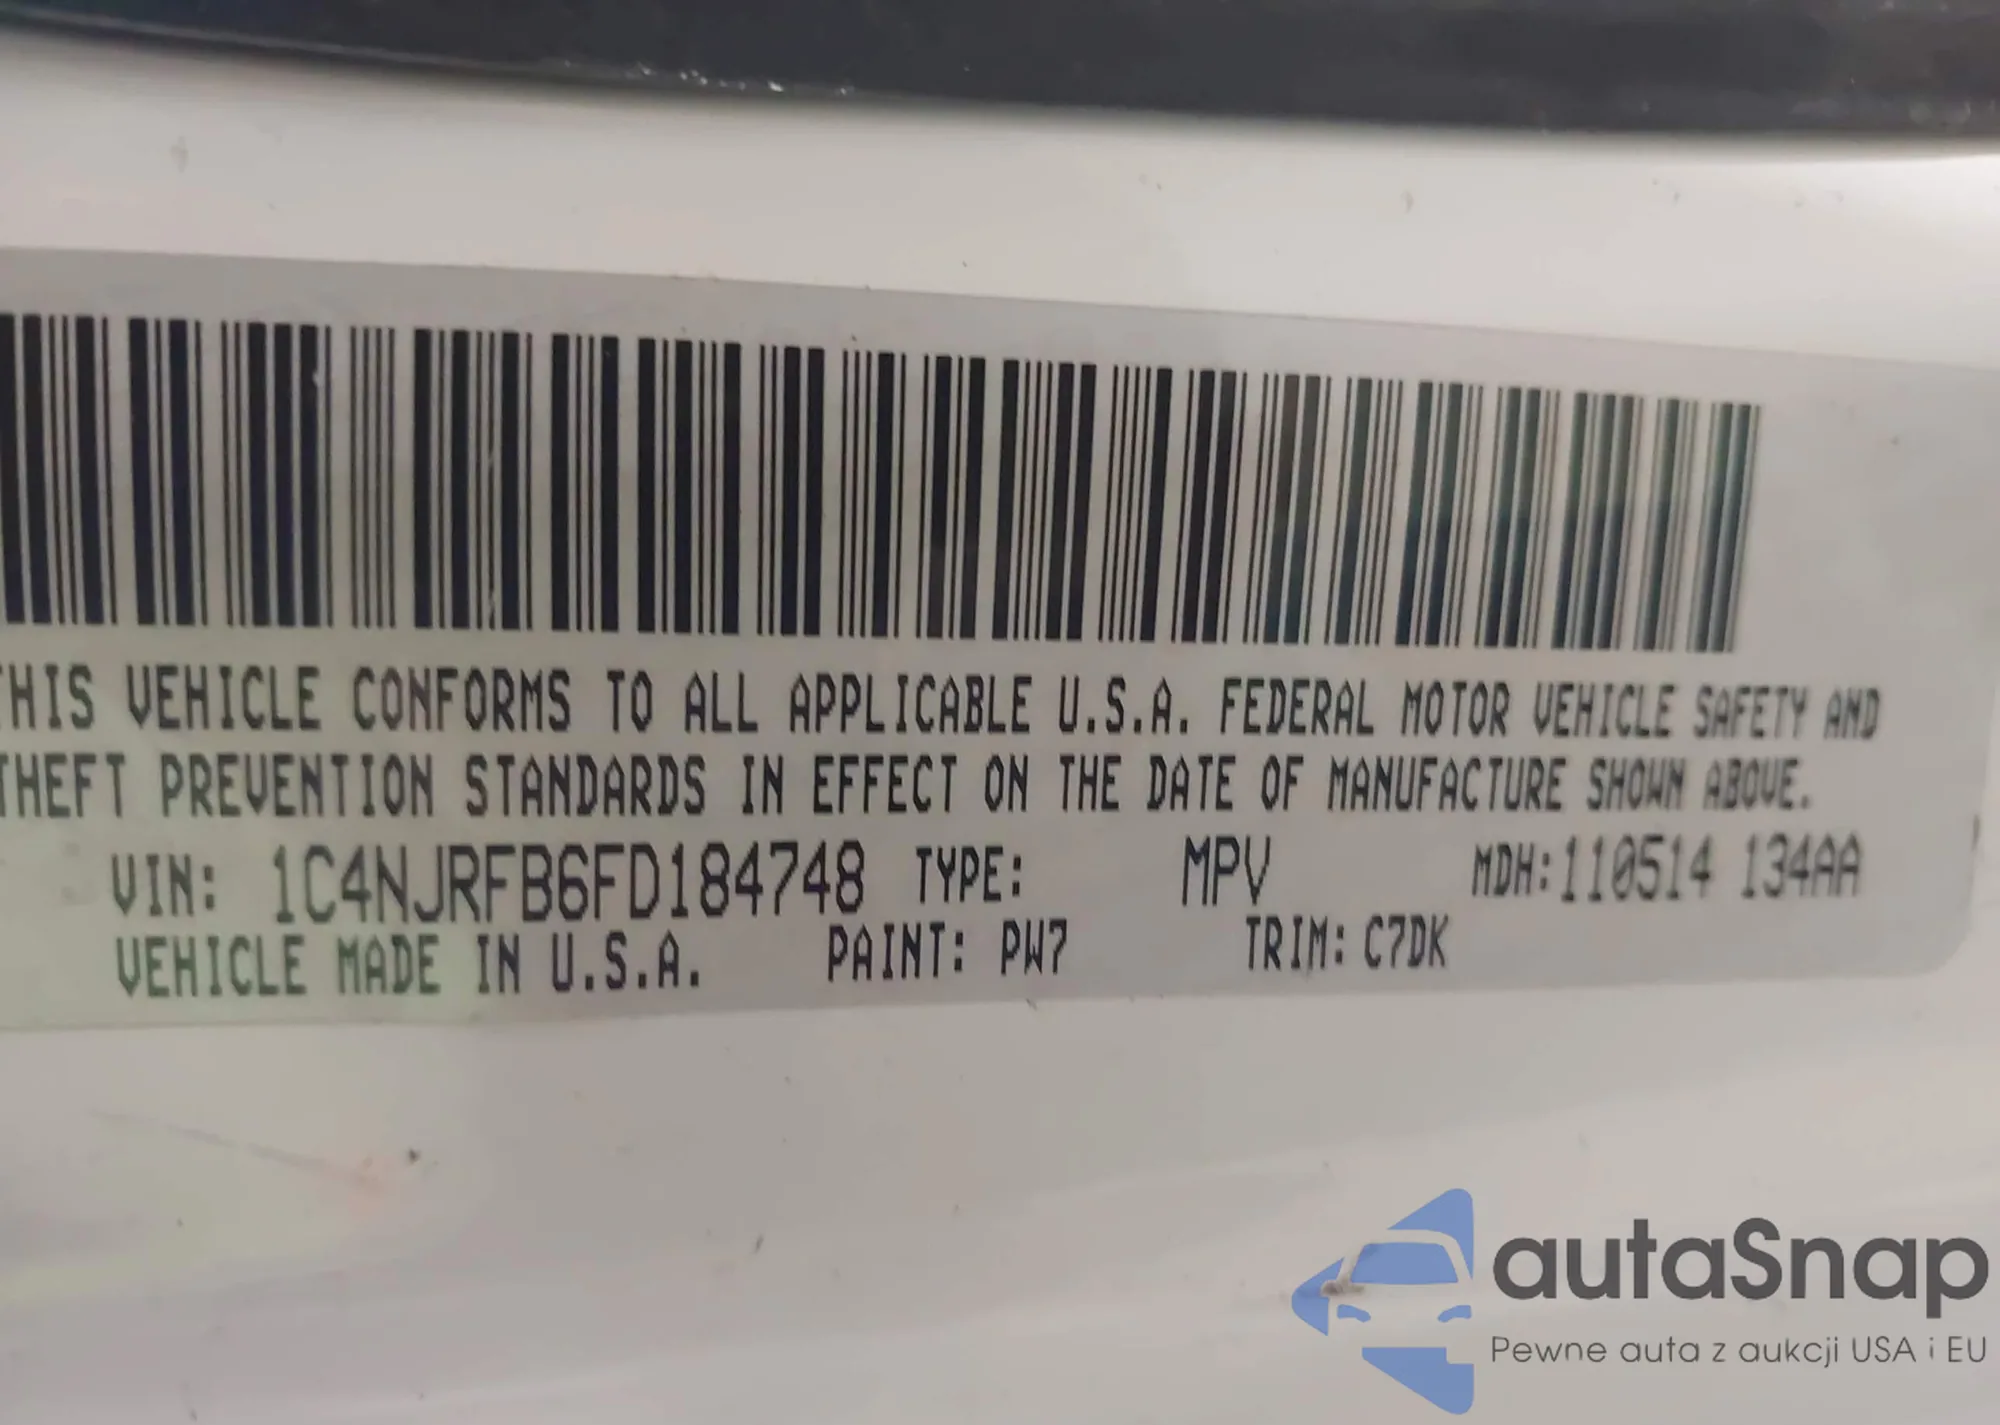 THIS VEHICLE CONFORMS TO ALL APPLICABLE U.S.A. FEDERAL MOTOR VEHICLE SAFETY AND
THEFT PREVENTION STANDARDS IN EFFECT ON THE DATE OF MANUFACTURE SHOWN ABOVE.
VIN: 1C4NJRFB6FD184748 TYPE: MPV MDH:110514 134AA
VEHICLE MADE IN U.S.A. PAINT: PW7 TRIM: C7DK
autaSnap
Pewne auta z aukcji USA i EU